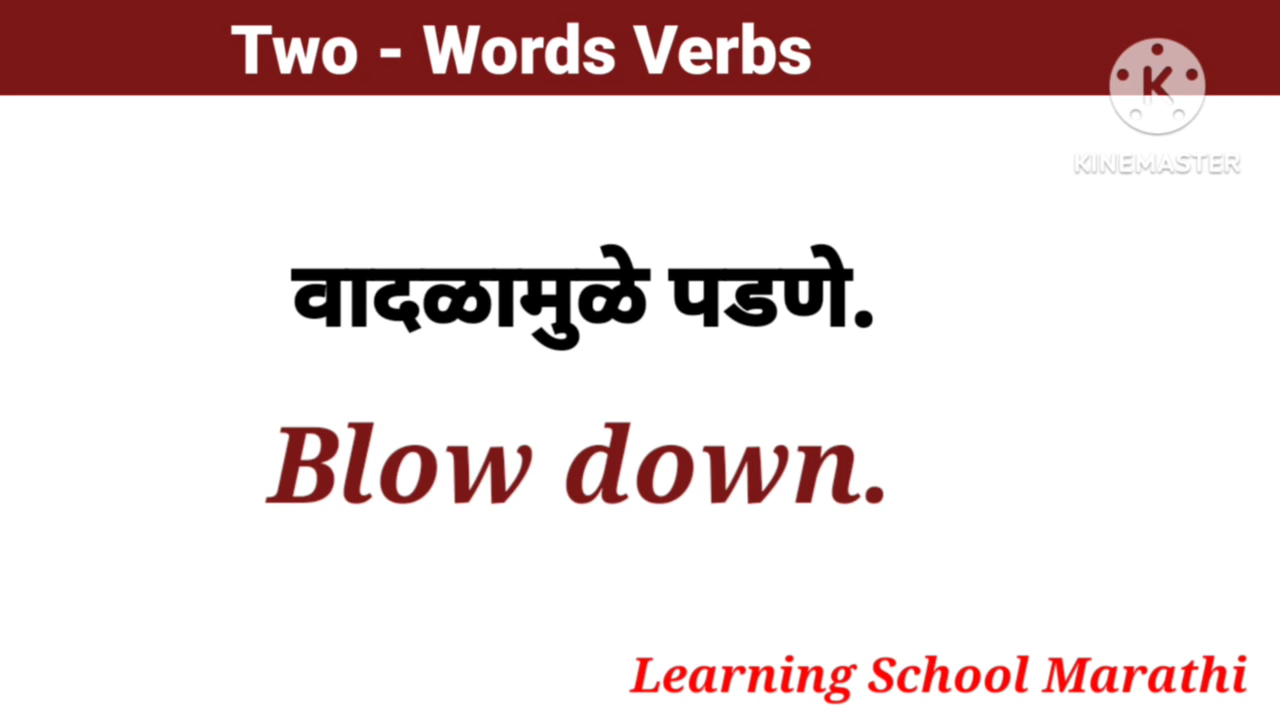 Two - Words Verbs
K
KINEMASTER
वादळामुळे पडणे.
Blow down.
Learning School Marathi